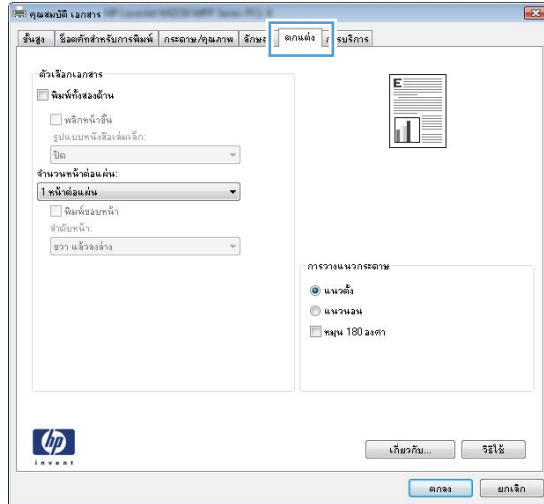 คุณสมบัติ เอกสาร
ขั้นสูง
ช็อตคัทสำหรับการพิมพ์
กระดาษ/คุณภาพ
ตกแต่ง
ตัวเลือกเอกสาร
พิมพ์ทั้งสองด้าน
พลิกหน้าขึ้น
รูปแบบหนังสือเล่มเล็ก:
ปิด
จำนวนหน้าต่อแผ่น:
1 หน้าต่อแผ่น
พิมพ์ขอบหน้า
ลำดับหน้า:
ขวา แล้วลงล่าง
E
การวางแนวกระดาษ
แนวตั้ง
แนวนอน
หมุน 180 องศา
hp
invent
เกี่ยวกับ...
วิธีใช้
ตกลง
ยกเลิก